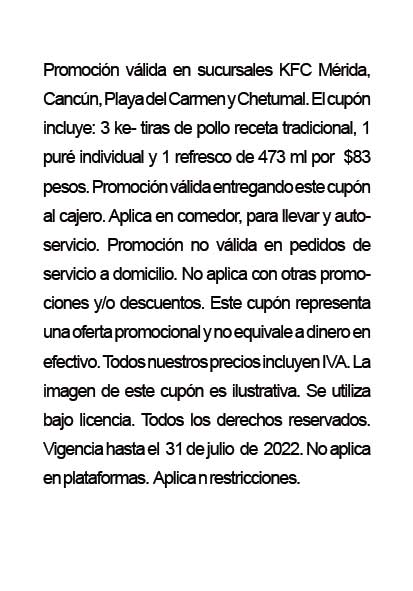 Promoción válida en sucursales KFC Mérida,
Cancún, Playa del Carmen y Chetumal. El cupón
incluye: 3 ke- tiras de pollo receta tradicional, 1
puré individual y 1 refresco de 473 ml por $83
pesos. Promoción válida entregando este cupón
al cajero. Aplica en comedor, para llevar y auto-
servicio. Promoción no válida en pedidos de
servicio a domicilio. No aplica con otras promo-
ciones y/o descuentos. Este cupón representa
una oferta promocional y no equivale a dinero en
efectivo. Todos nuestros precios incluyen IVA. La
imagen de este cupón es ilustrativa. Se utiliza
bajo licencia. Todos los derechos reservados.
Vigencia hasta el 31 de julio de 2022. No aplica
en plataformas. Aplica n restricciones.